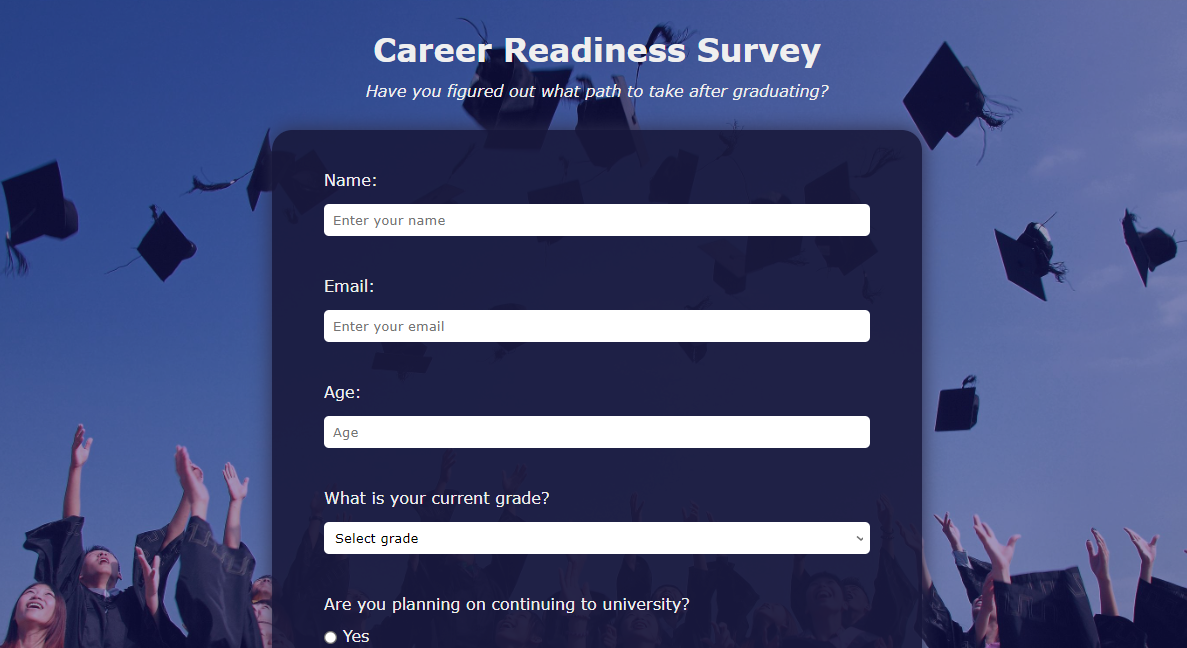 Career Readiness Survey
Have you figured out what path to take after graduating?
Name:
Enter your name
Email:
Enter your email
Age:
Age
What is your current grade?
Select grade
Are you planning on continuing to university?
Yes